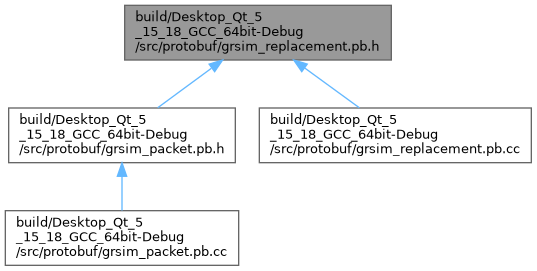 build/Desktop_Qt_5
_15_18_GCC_64bit-Debug
/src/protobuf/grsim_replacement.pb.h
build/Desktop_Qt_5
_15_18_GCC_64bit-Debug
/src/protobuf/grsim_packet.pb.h
build/Desktop_Qt_5
_15_18_GCC_64bit-Debug
/src/protobuf/grsim_replacement.pb.cc
build/Desktop_Qt_5
_15_18_GCC_64bit-Debug
/src/protobuf/grsim_packet.pb.cc